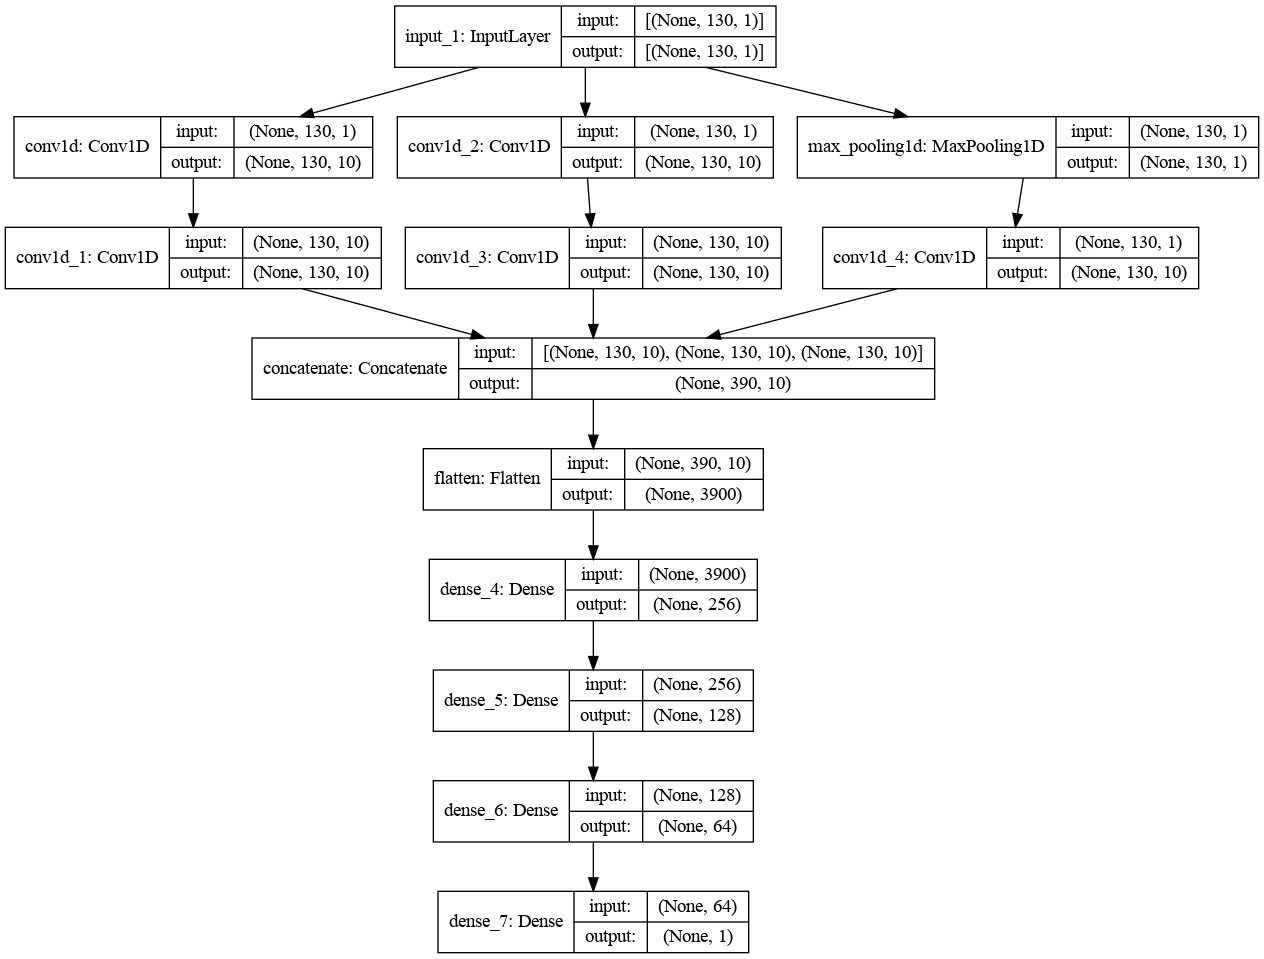 input_1: InputLayer
input: [(None, 130, 1)]
output: [(None, 130, 1)]
conv1d: Conv1D
input: (None, 130, 1)
output: (None, 130, 10)
conv1d_2: Conv1D
input: (None, 130, 1)
output: (None, 130, 10)
max_pooling1d: MaxPooling1D
input: (None, 130, 1)
output: (None, 130, 1)
conv1d_1: Conv1D
input: (None, 130, 10)
output: (None, 130, 10)
conv1d_3: Conv1D
input: (None, 130, 10)
output: (None, 130, 10)
conv1d_4: Conv1D
input: (None, 130, 1)
output: (None, 130, 10)
concatenate: Concatenate
input: [(None, 130, 10), (None, 130, 10), (None, 130, 10)]
output: (None, 390, 10)
flatten: Flatten
input: (None, 390, 10)
output: (None, 3900)
dense_4: Dense
input: (None, 3900)
output: (None, 256)
dense_5: Dense
input: (None, 256)
output: (None, 128)
dense_6: Dense
input: (None, 128)
output: (None, 64)
dense_7: Dense
input: (None, 64)
output: (None, 1)